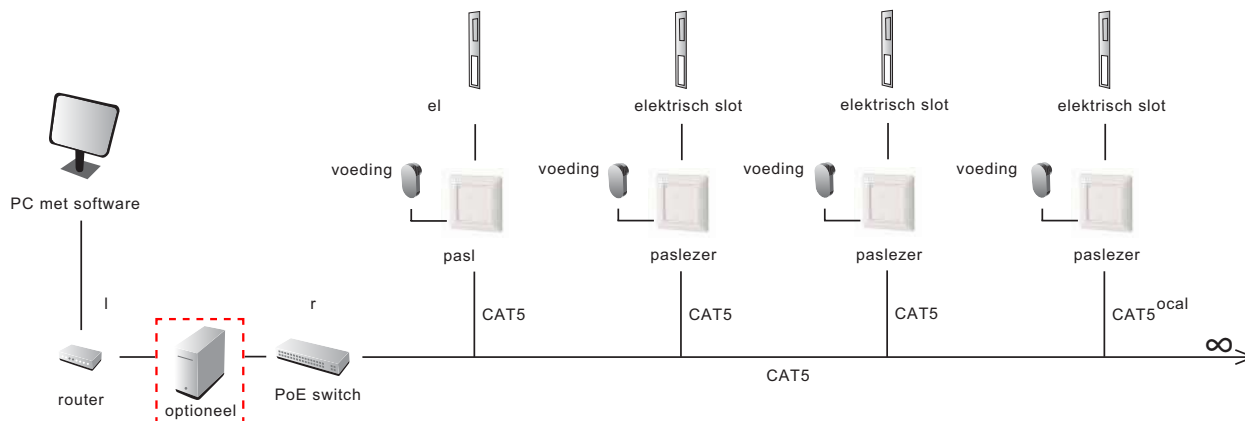 el
elektrisch slot
elektrisch slot
elektrisch slot
voeding
voeding
voeding
voeding
PC met software
pasl
paslezer
paslezer
paslezer
l
r
CAT5
CAT5
CAT5
CAT5
ocal
∞
CAT5
router
optioneel
PoE switch